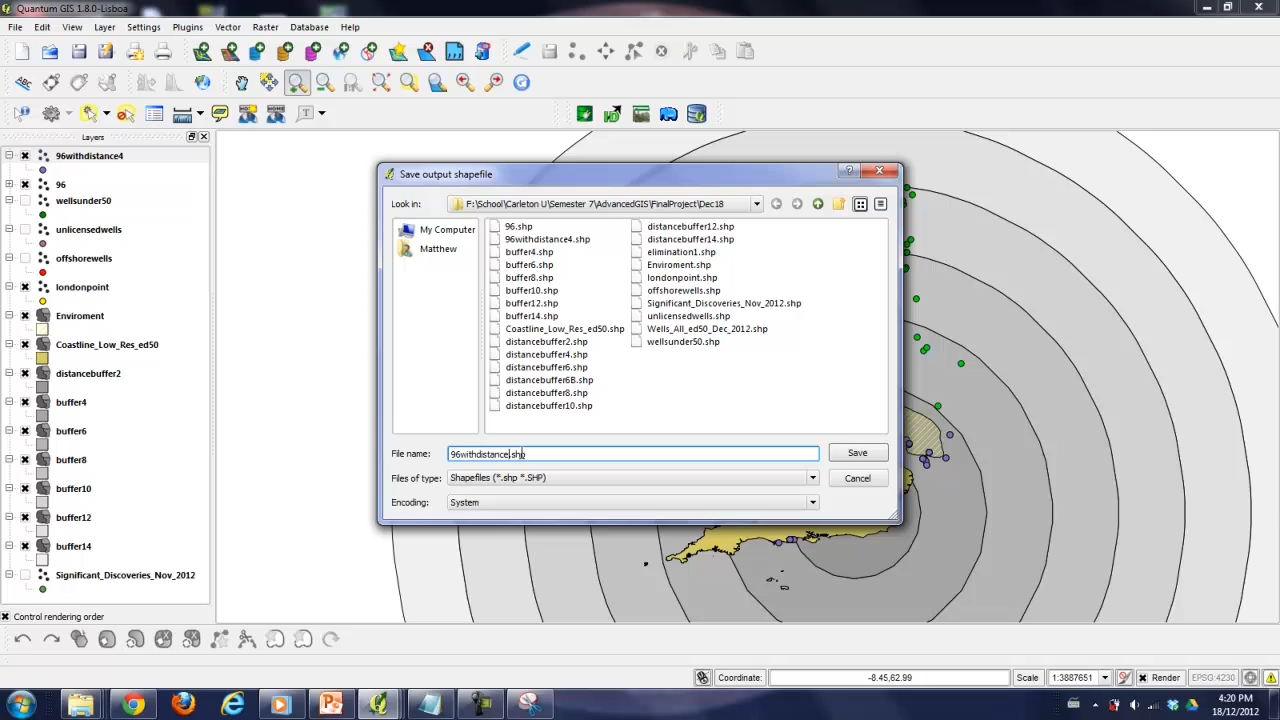 Quantum GIS 1.8.0-Lisboa
File Edit View Layer Settings Plugins Vector Raster Database Help
Layers
96withdistance4
96
wellsunder50
unlicensedwells
offshorewells
londonpoint
Enviroment
Coastline_Low_Res_ed50
distancebuffer2
buffer4
buffer6
buffer8
buffer10
buffer12
buffer14
Significant_Discoveries_Nov_2012
Control rendering order
Save output shapefile
Look in: F:\School\Carleton U\Semester 7\AdvancedGIS\FinalProject\Dec18
My Computer
Matthew
96.shp
96withdistance4.shp
buffer4.shp
buffer6.shp
buffer8.shp
buffer10.shp
buffer12.shp
buffer14.shp
Coastline_Low_Res_ed50.shp
distancebuffer2.shp
distancebuffer4.shp
distancebuffer6.shp
distancebuffer6B.shp
distancebuffer8.shp
distancebuffer10.shp
distancebuffer12.shp
distancebuffer14.shp
elimination1.shp
Enviroment.shp
londonpoint.shp
offshorewells.shp
Significant_Discoveries_Nov_2012.shp
unlicensedwells.shp
Wells_All_ed50_Dec_2012.shp
wellsunder50.shp
File name: 96withdistance.shp Save
Files of type: Shapefiles (*.shp *.SHP) Cancel
Encoding: System
Coordinate: -8.45,62.99 Scale 1:3887651 Render EPSG:4230
4:20 PM
18/12/2012